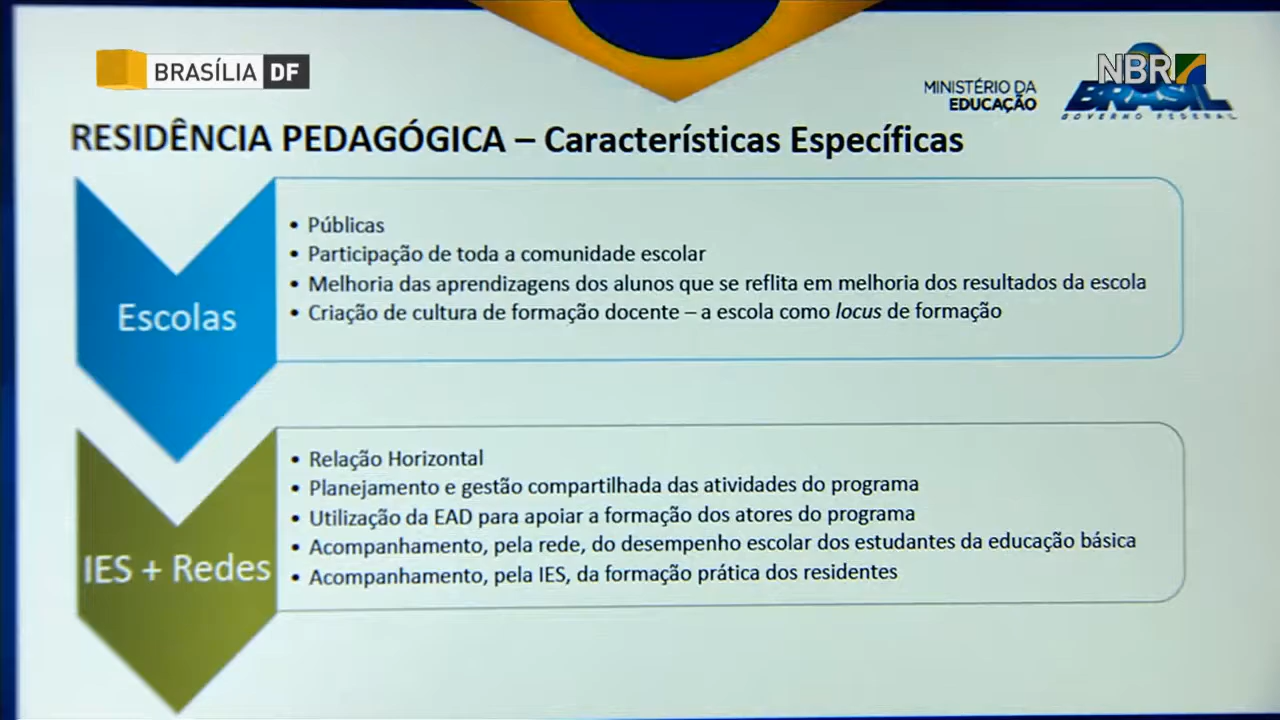 BRASÍLIA DF
NBR
MINISTÉRIO DA
EDUCAÇÃO
BRASIL
GOVERNO FEDERAL
RESIDÊNCIA PEDAGÓGICA – Características Específicas
Escolas
• Públicas
• Participação de toda a comunidade escolar
• Melhoria das aprendizagens dos alunos que se reflita em melhoria dos resultados da escola
• Criação de cultura de formação docente – a escola como locus de formação
IES + Redes
• Relação Horizontal
• Planejamento e gestão compartilhada das atividades do programa
• Utilização da EAD para apoiar a formação dos atores do programa
• Acompanhamento, pela rede, do desempenho escolar dos estudantes da educação básica
• Acompanhamento, pela IES, da formação prática dos residentes